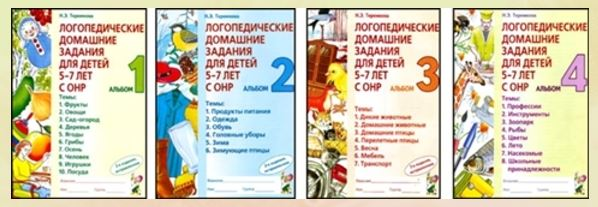 Н.Э. Теремкова
ЛОГОПЕДИЧЕСКИЕ
ДОМАШНИЕ
ЗАДАНИЯ
ДЛЯ ДЕТЕЙ
5-7 ЛЕТ
С ОНР АЛЬБОМ 1
Темы:
1. Фрукты
2. Овощи
3. Сад-огород
4. Деревья
5. Ягоды
6. Грибы
7. Осень
8. Человек
9. Игрушки
10. Посуда
Н.Э. Теремкова
ЛОГОПЕДИЧЕСКИЕ
ДОМАШНИЕ
ЗАДАНИЯ
ДЛЯ ДЕТЕЙ
5-7 ЛЕТ
С ОНР АЛЬБОМ 2
Темы:
1. Продукты питания
2. Одежда
3. Обувь
4. Головные уборы
5. Зима
6. Зимующие птицы
Н.Э. Теремкова
ЛОГОПЕДИЧЕСКИЕ
ДОМАШНИЕ
ЗАДАНИЯ
ДЛЯ ДЕТЕЙ
5-7 ЛЕТ
С ОНР АЛЬБОМ 3
Темы:
1. Дикие животные
2. Домашние животные
3. Домашние птицы
4. Перелетные птицы
5. Весна
6. Мебель
7. Транспорт
Н.Э. Теремкова
ЛОГОПЕДИЧЕСКИЕ
ДОМАШНИЕ
ЗАДАНИЯ
ДЛЯ ДЕТЕЙ
5-7 ЛЕТ
С ОНР АЛЬБОМ 4
Темы:
1. Профессии
2. Инструменты
3. Зоопарк
4. Рыбы
5. Цветы
6. Лето
7. Насекомые
8. Школьные
принадлежности